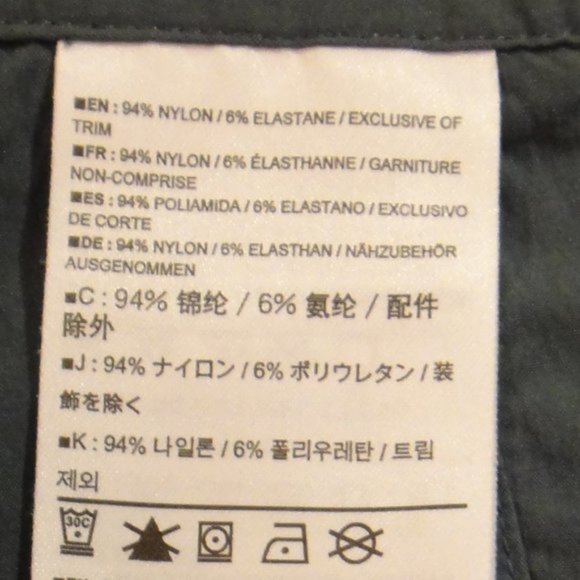 ■EN : 94% NYLON / 6% ELASTANE / EXCLUSIVE OF
TRIM
■FR : 94% NYLON / 6% ÉLASTHANNE / GARNITURE
NON-COMPRISE
■ES : 94% POLIAMIDA / 6% ELASTANO / EXCLUSIVO
DE CORTE
■DE : 94% NYLON / 6% ELASTHAN / NÄHZUBEHÖR
AUSGENOMMEN
■C : 94% 锦纶 / 6% 氨纶 / 配件
除外
■J : 94% ナイロン / 6% ポリウレタン / 装
飾を除く
■K : 94% 나일론 / 6% 폴리우레탄 / 트림
제외
30C